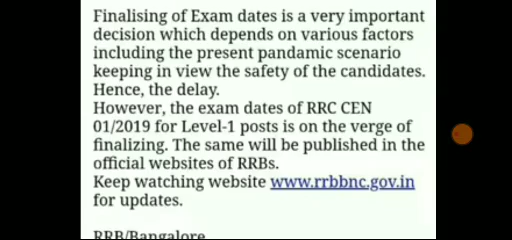 Finalising of Exam dates is a very important
decision which depends on various factors
including the present pandamic scenario
keeping in view the safety of the candidates.
Hence, the delay.
However, the exam dates of RRC CEN
01/2019 for Level-1 posts is on the verge of
finalizing. The same will be published in the
official websites of RRBs.
Keep watching website www.rrbbnc.gov.in
for updates.
RRB/Bangalore